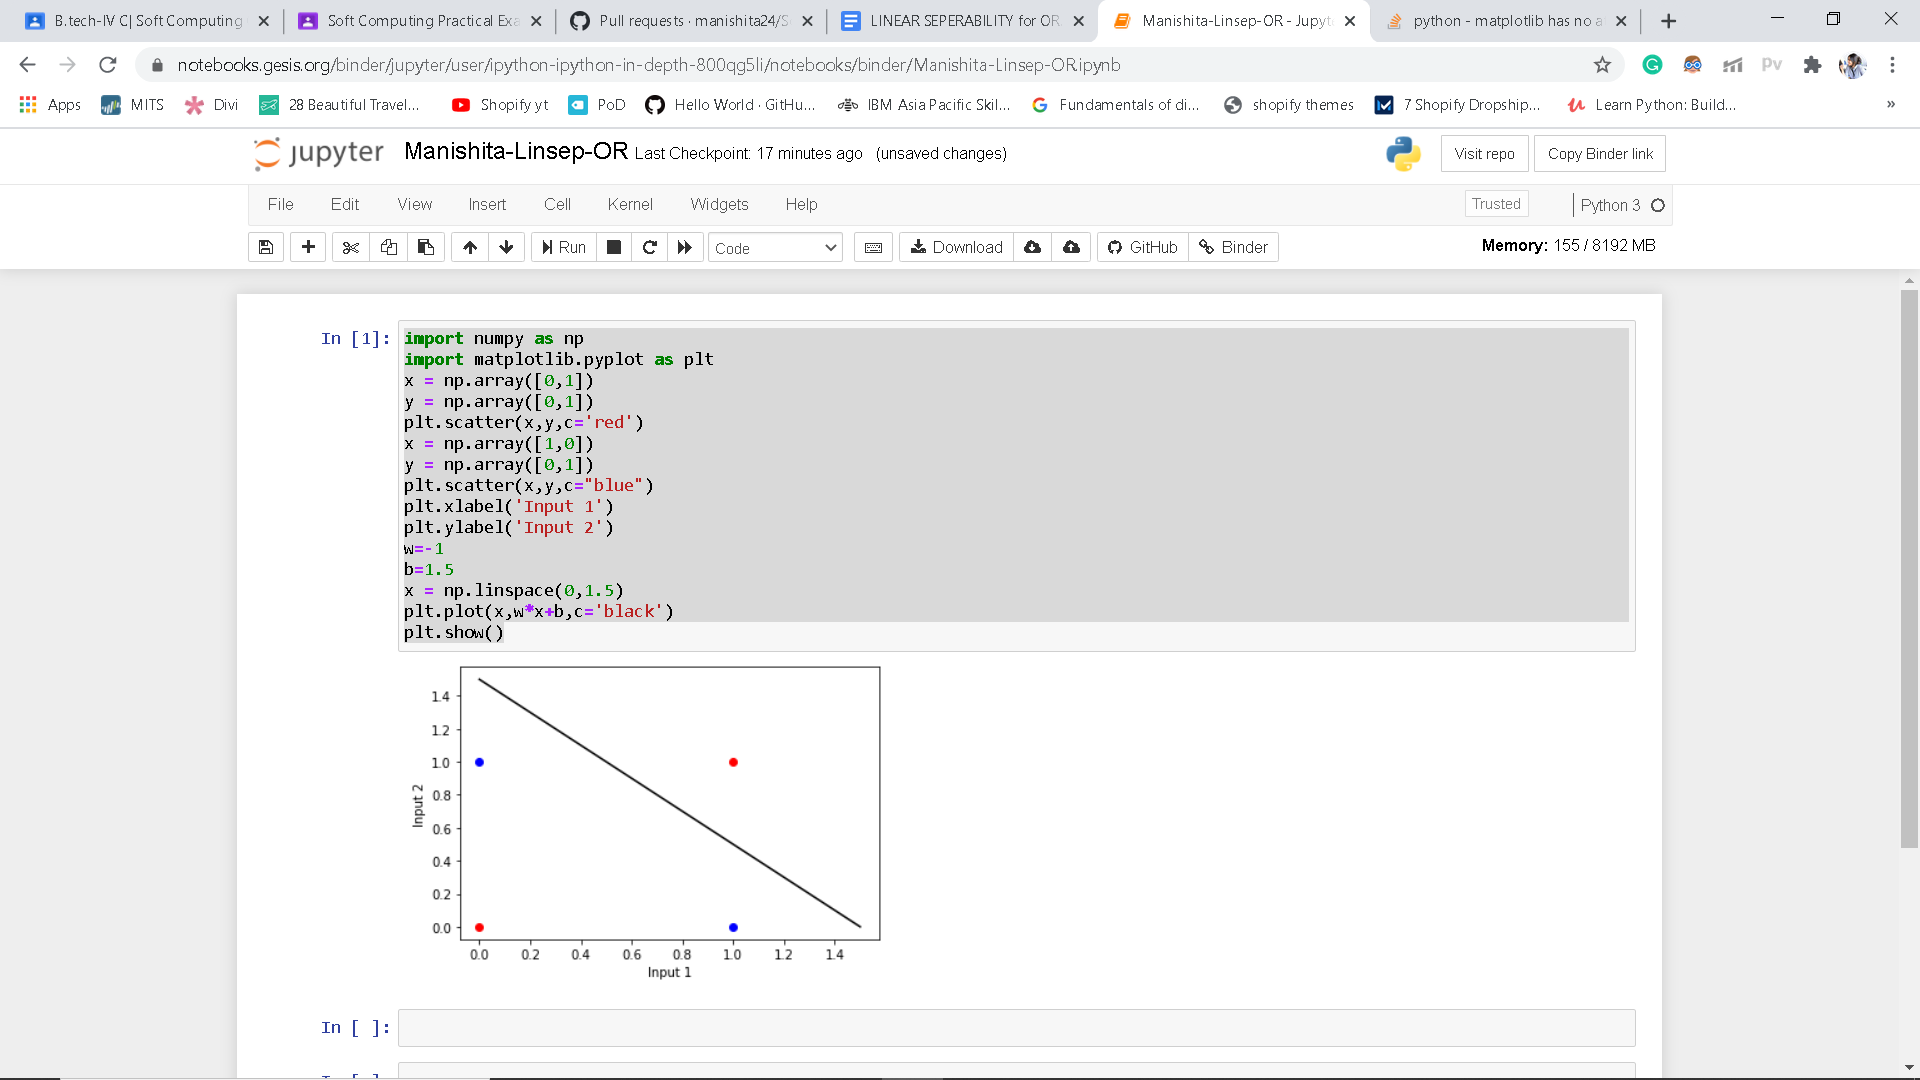 B.tech-IV C| Soft Computing
Soft Computing Practical Exa
Pull requests · manishita24/S
LINEAR SEPERABILITY for OR
Manishita-Linsep-OR - Jupyt
python - matplotlib has no a
notebooks.gesis.org/binder/jupyter/user/ipython-ipython-in-depth-800qg5li/notebooks/binder/Manishita-Linsep-OR.ipynb
Apps
MITS
Divi
28 Beautiful Travel...
Shopify yt
PoD
Hello World · GitHu...
IBM Asia Pacific Skil...
Fundamentals of di...
shopify themes
7 Shopify Dropship...
Learn Python: Build...
»
jupyter Manishita-Linsep-OR Last Checkpoint: 17 minutes ago (unsaved changes)
Visit repo
Copy Binder link
File Edit View Insert Cell Kernel Widgets Help
Trusted
Python 3
Run
Code
Download
GitHub
Binder
Memory: 155 / 8192 MB
In [1]:
import numpy as np
import matplotlib.pyplot as plt
x = np.array([0,1])
y = np.array([0,1])
plt.scatter(x,y,c='red')
x = np.array([1,0])
y = np.array([0,1])
plt.scatter(x,y,c="blue")
plt.xlabel('Input 1')
plt.ylabel('Input 2')
w=-1
b=1.5
x = np.linspace(0,1.5)
plt.plot(x,w*x+b,c='black')
plt.show()
1.4
1.2
1.0
0.8
0.6
0.4
0.2
0.0
Input 2
0.0 0.2 0.4 0.6 0.8 1.0 1.2 1.4
Input 1
In [ ]: